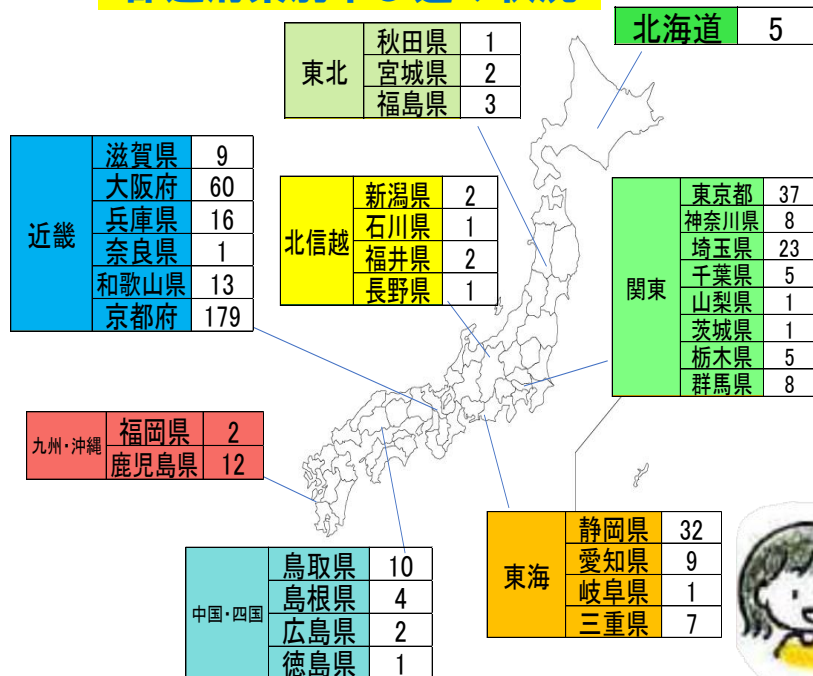 北海道 5
東北
秋田県 1
宮城県 2
福島県 3
近畿
滋賀県 9
大阪府 60
兵庫県 16
奈良県 1
和歌山県 13
京都府 179
北信越
新潟県 2
石川県 1
福井県 2
長野県 1
関東
東京都 37
神奈川県 8
埼玉県 23
千葉県 5
山梨県 1
茨城県 1
栃木県 5
群馬県 8
九州・沖縄
福岡県 2
鹿児島県 12
東海
静岡県 32
愛知県 9
岐阜県 1
三重県 7
中国・四国
鳥取県 10
島根県 4
広島県 2
徳島県 1